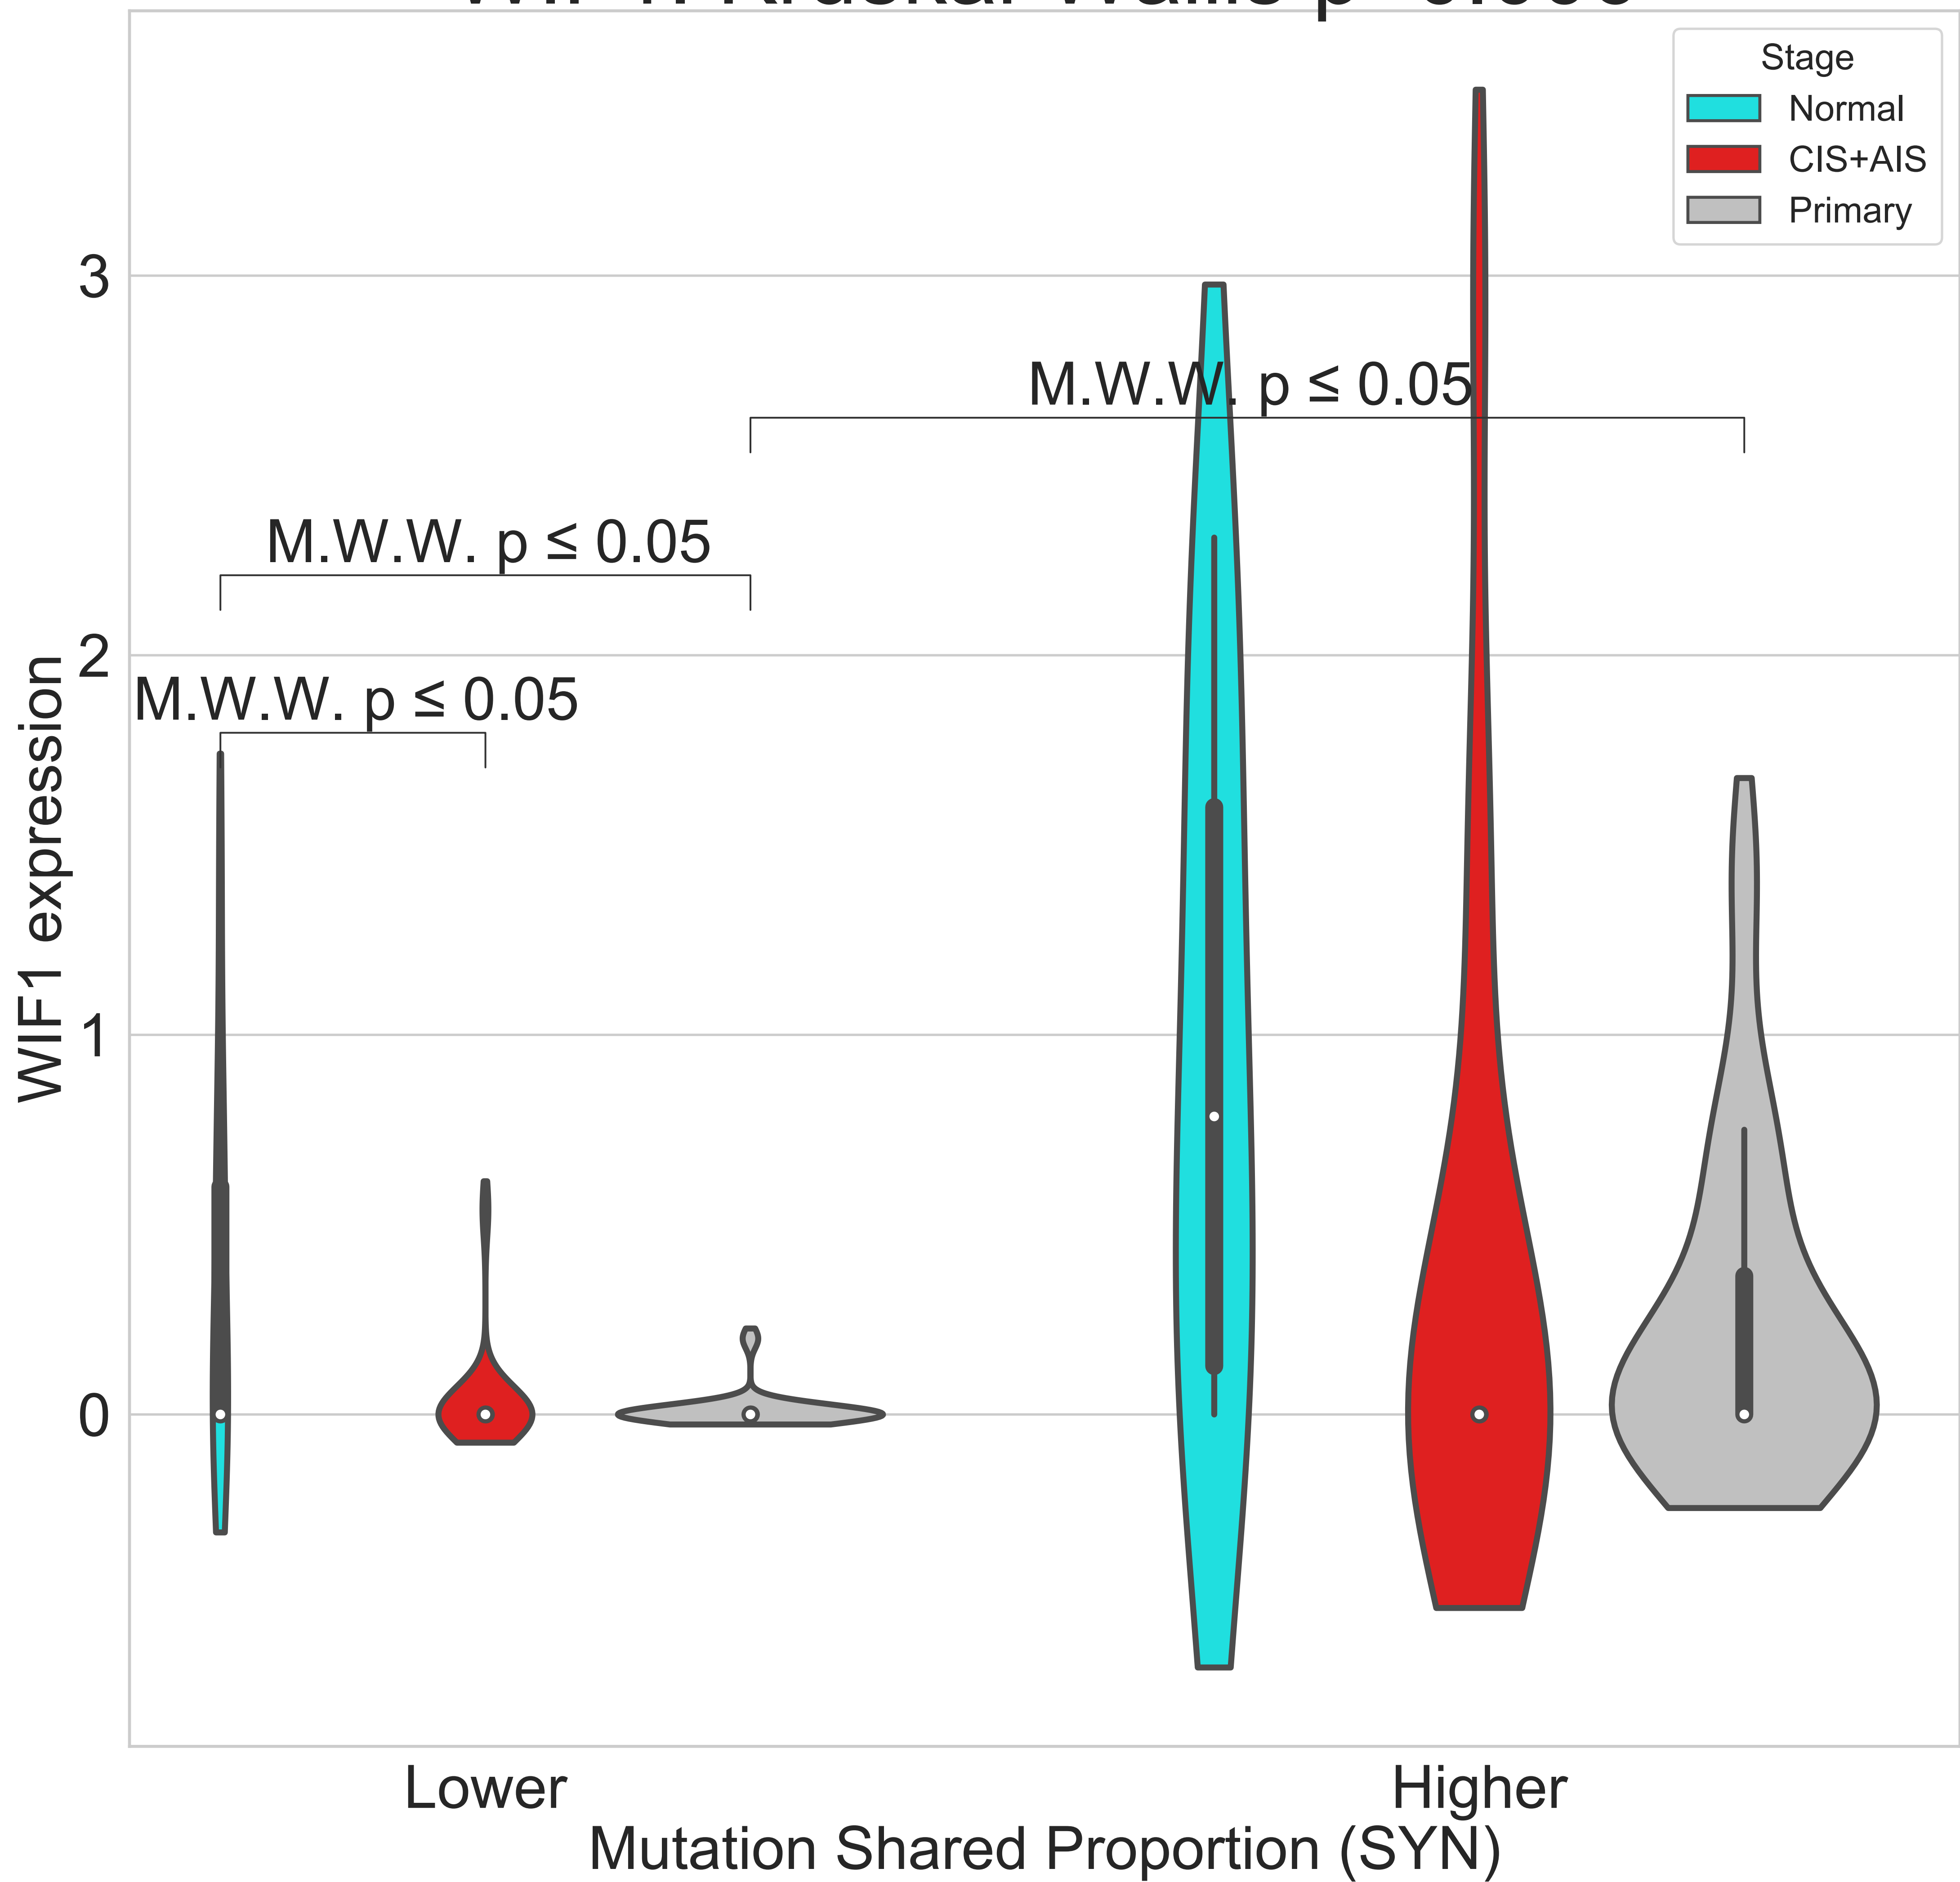 Stage
Normal
CIS+AIS
Primary
3
M.W.W. p ≤ 0.05
M.W.W. p ≤ 0.05
2
M.W.W. p ≤ 0.05
WIF1 expression
1
0
Lower
Higher
Mutation Shared Proportion (SYN)